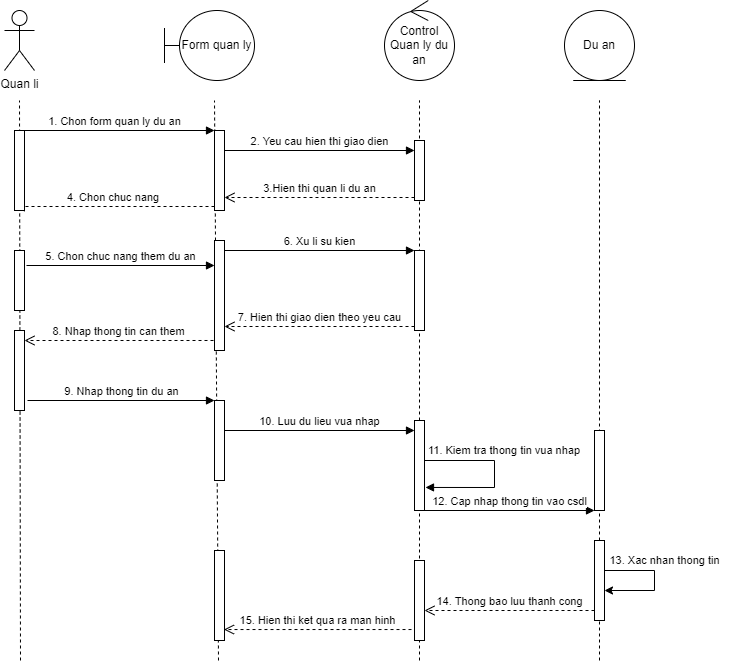 Quan li
Form quan ly
Control
Quan ly du
an
Du an
1. Chon form quan ly du an
2. Yeu cau hien thi giao dien
3.Hien thi quan li du an
4. Chon chuc nang
5. Chon chuc nang them du an
6. Xu li su kien
7. Hien thi giao dien theo yeu cau
8. Nhap thong tin can them
9. Nhap thong tin du an
10. Luu du lieu vua nhap
11. Kiem tra thong tin vua nhap
12. Cap nhap thong tin vao csdl
13. Xac nhan thong tin
14. Thong bao luu thanh cong
15. Hien thi ket qua ra man hinh